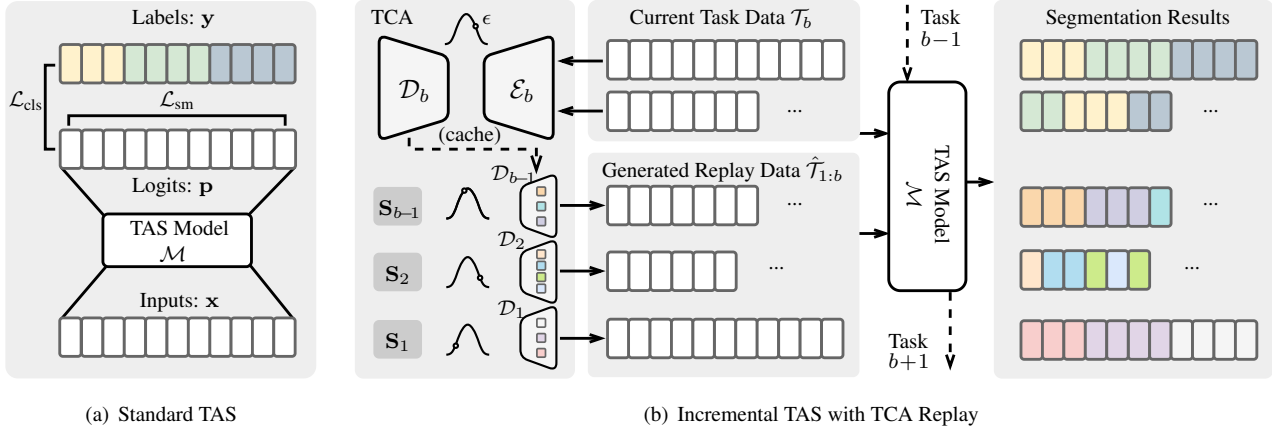 Labels: y
ℒcls
ℒsm
Logits: p
TAS Model
ℳ
Inputs: x
(a) Standard TAS
TCA
ϵ
𝒟b
ℰb
(cache)
𝒟b−1
Sb−1
𝒟2
S2
𝒟1
S1
Current Task Data 𝒯b
...
Generated Replay Data 𝒯̂1:b
...
...
Task
b−1
TAS Model
ℳ
Task
b+1
Segmentation Results
...
...
...
(b) Incremental TAS with TCA Replay